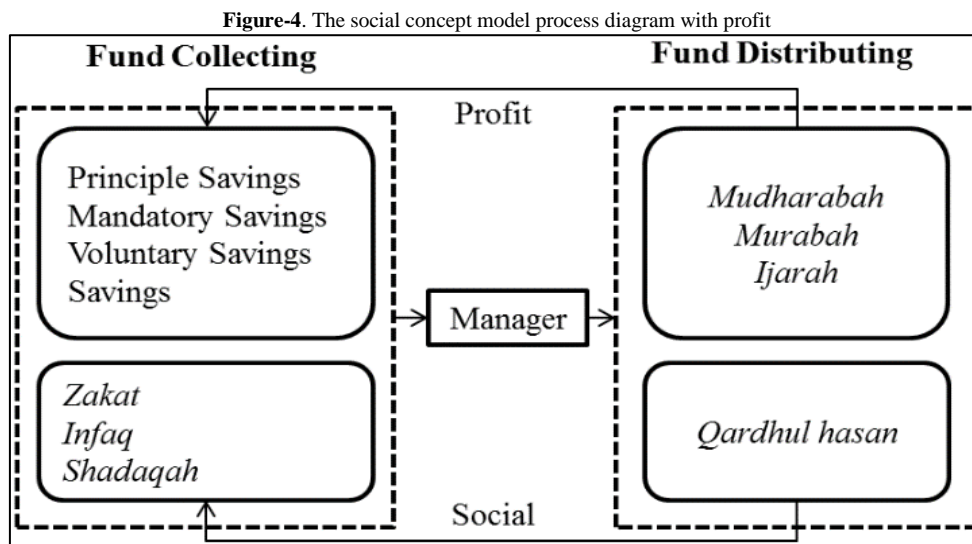 Figure-4. The social concept model process diagram with profit
Fund Collecting
Fund Distributing
Profit
Principle Savings
Mandatory Savings
Voluntary Savings
Savings
Mudharabah
Murabah
Ijarah
Manager
Zakat
Infaq
Shadaqah
Qardhul hasan
Social